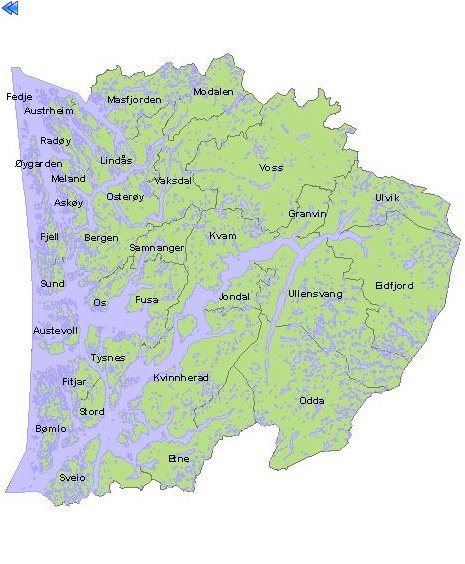 Modalen
Fedje
Masfjorden
Austrheim
Radøy
Lindås
Øygarden
Voss
Meland
Vaksdal
Osterøy
Ulvik
Askøy
Granvin
Fjell
Bergen
Kvam
Samnanger
Sund
Eidfjord
Ullensvang
Jondal
Os
Fusa
Austevoll
Tysnes
Kvinnherad
Fitjar
Odda
Stord
Bømlo
Etne
Sveio